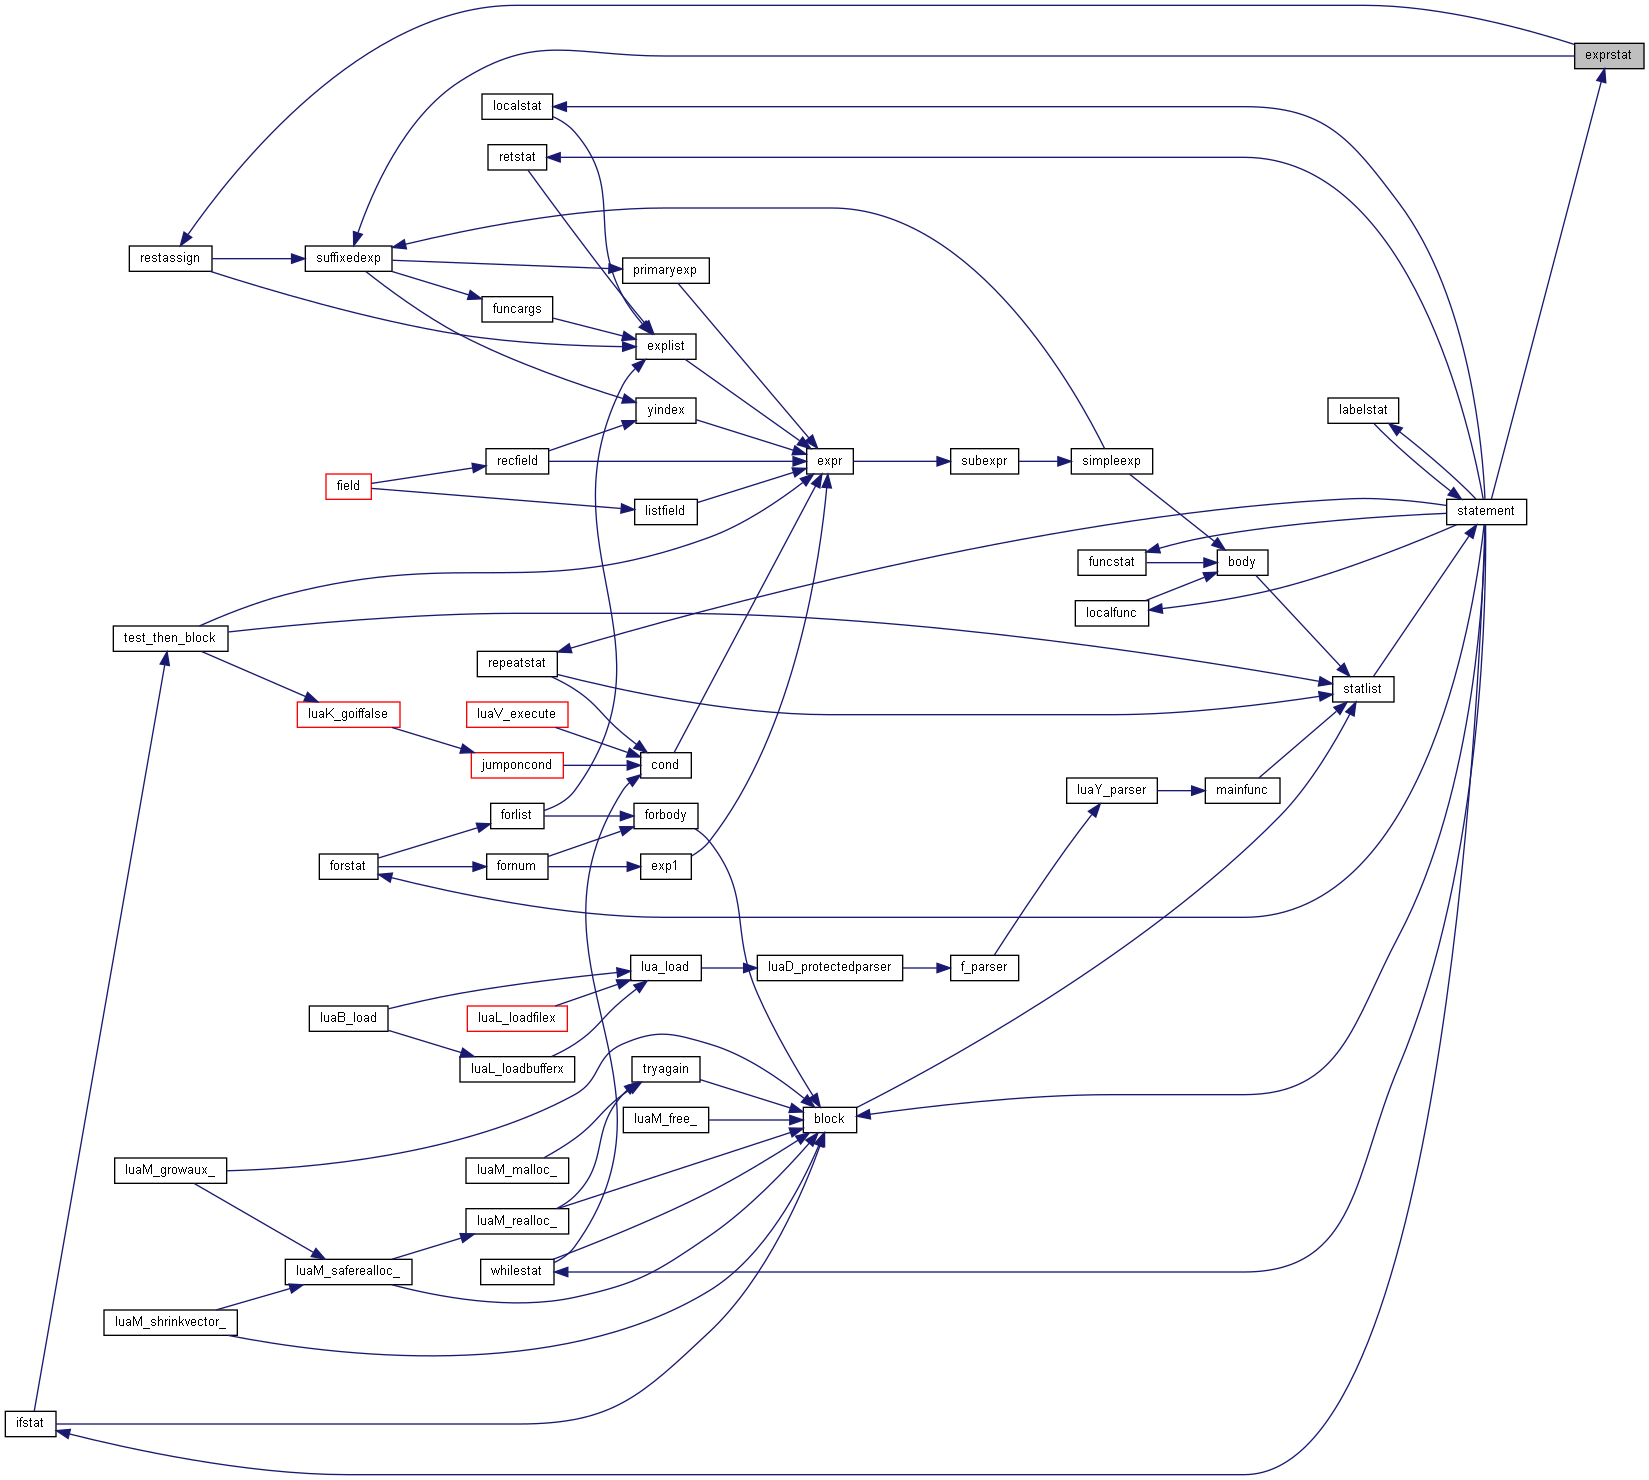 exprstat
localstat
retstat
restassign
suffixedexp
primaryexp
funcargs
explist
yindex
labelstat
recfield
expr
subexpr
simpleexp
field
listfield
statement
funcstat
body
localfunc
test_then_block
repeatstat
statlist
luaK_goiffalse
luaV_execute
jumponcond
cond
luaY_parser
mainfunc
forlist
forbody
forstat
fornum
exp1
lua_load
luaD_protectedparser
f_parser
luaB_load
luaL_loadfilex
luaL_loadbufferx
tryagain
luaM_free_
block
luaM_growaux_
luaM_malloc_
luaM_realloc_
luaM_saferealloc_
whilestat
luaM_shrinkvector_
ifstat